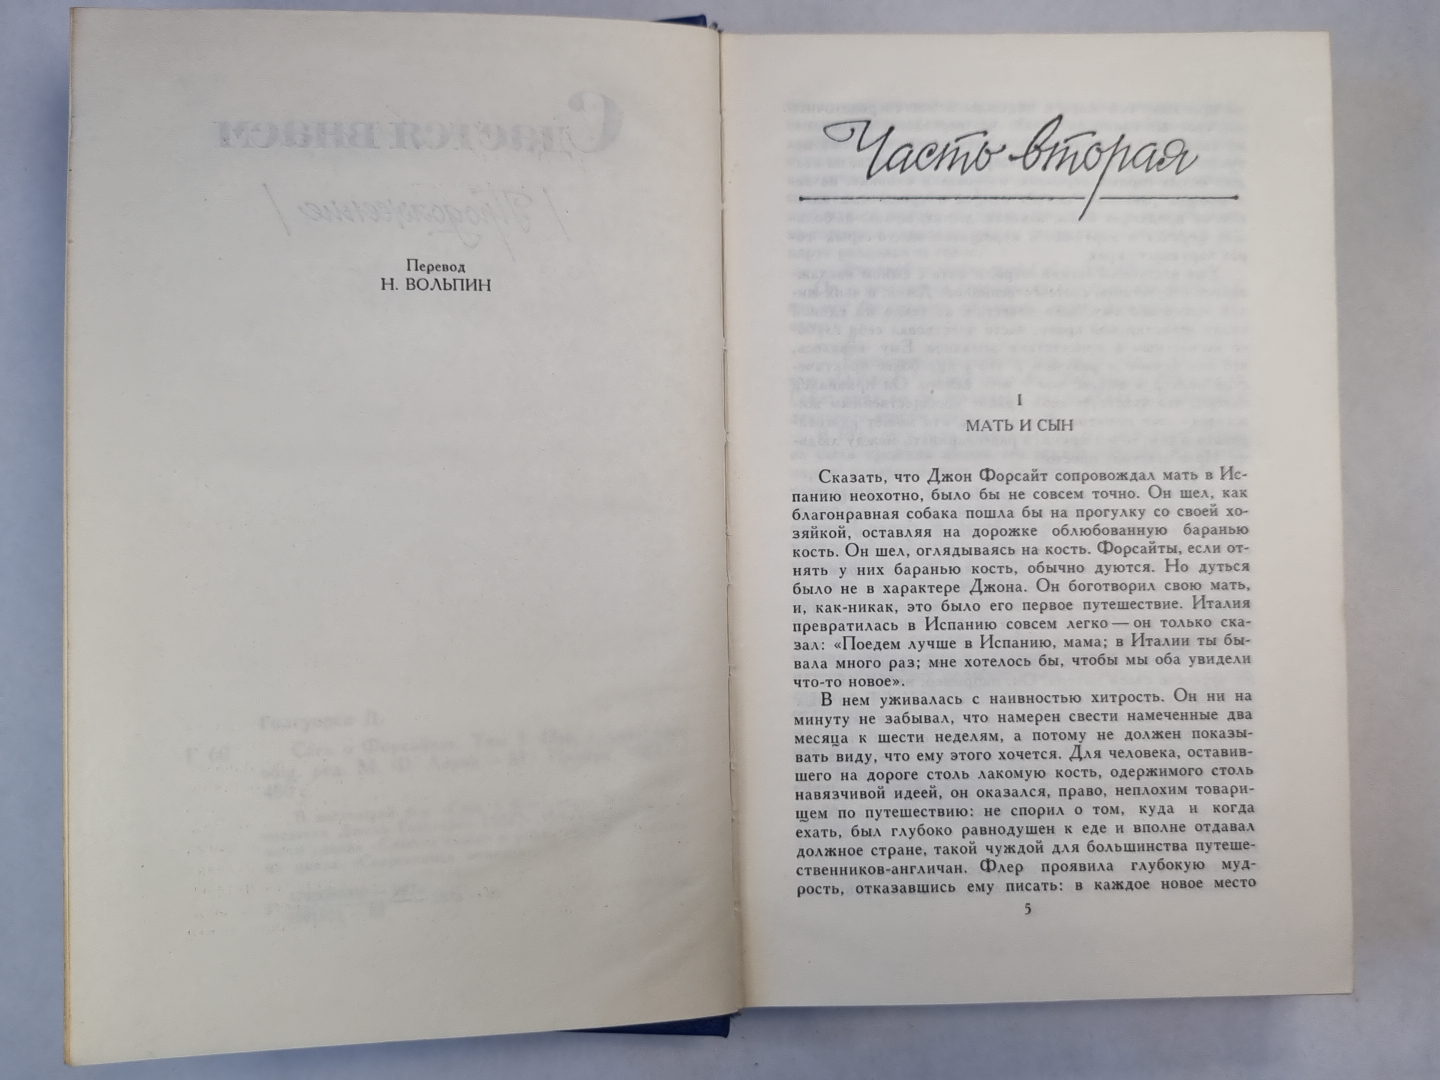 Перевод
Н. ВОЛЬПИН
Часть вторая
I
МАТЬ И СЫН
Сказать, что Джон Форсайт сопровождал мать в Ис-
панию неохотно, было бы не совсем точно. Он шел, как
благонравная собака пошла бы на прогулку со своей хо-
зяйкой, оставляя на дорожке облюбованную баранью
кость. Он шел, оглядываясь на кость. Форсайты, если от-
нять у них баранью кость, обычно дуются. Но дуться
было не в характере Джона. Он боготворил свою мать,
и, как-никак, это было его первое путешествие. Италия
превратилась в Испанию совсем легко — он только ска-
зал: «Поедем лучше в Испанию, мама; в Италии ты бы-
вала много раз; мне хотелось бы, чтобы мы оба увидели
что-то новое».
В нем уживалась с наивностью хитрость. Он ни на
минуту не забывал, что намерен свести намеченные два
месяца к шести неделям, а потому не должен показы-
вать виду, что ему этого хочется. Для человека, оставив-
шего на дороге столь лакомую кость, одержимого столь
навязчивой идеей, он оказался, право, неплохим товари-
щем по путешествию: не спорил о том, куда и когда
ехать, был глубоко равнодушен к еде и вполне отдавал
должное стране, такой чуждой для большинства путеше-
ственников-англичан. Флер проявила глубокую муд-
рость, отказавшись ему писать: в каждое новое место
5